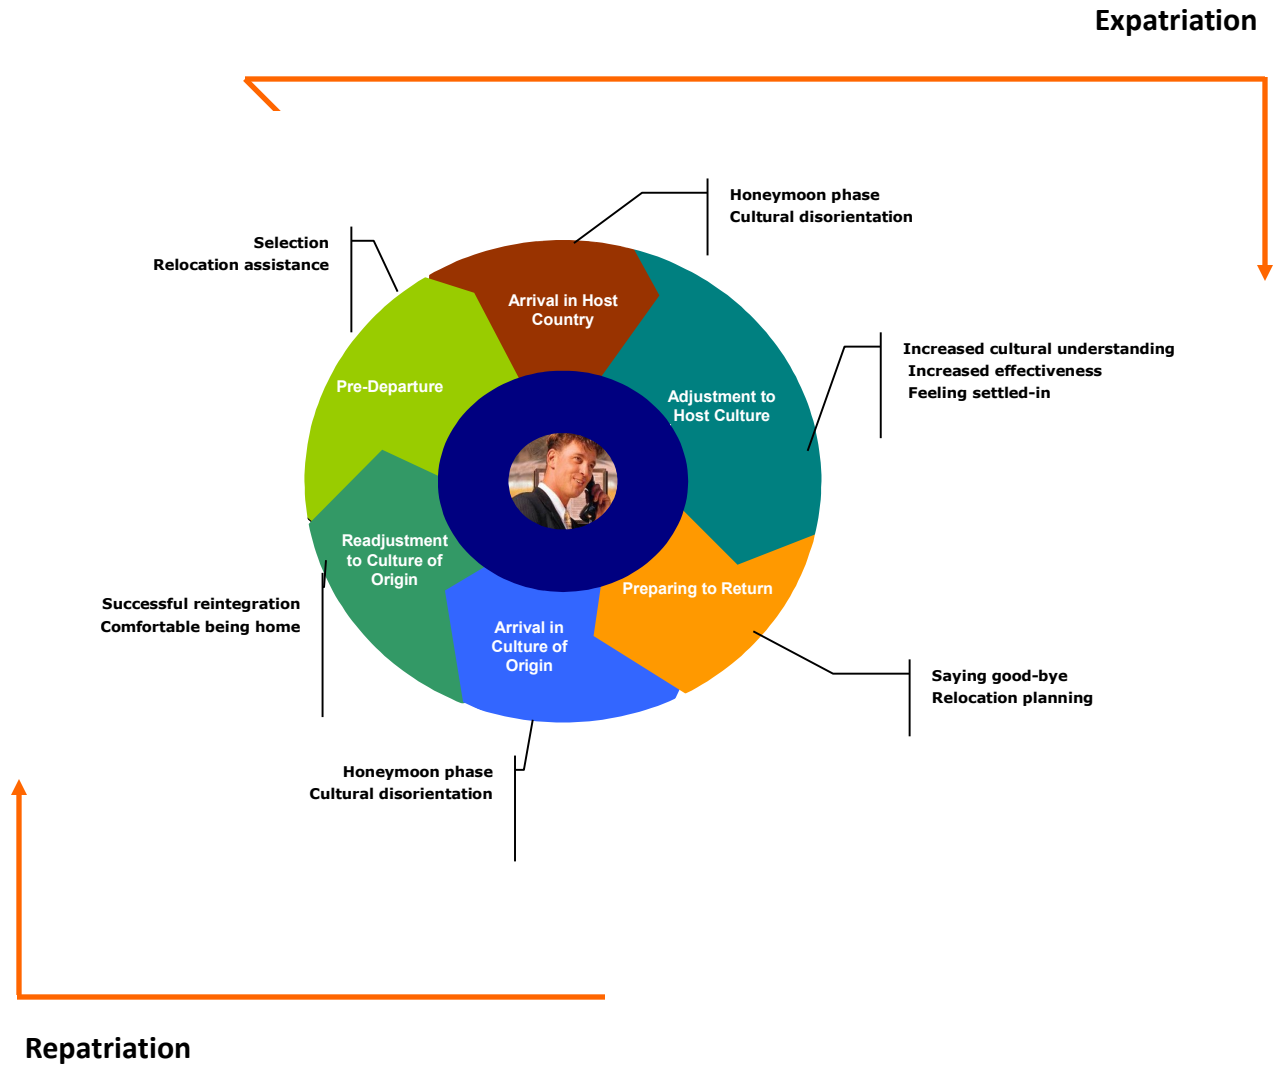 Expatriation
Honeymoon phase
Cultural disorientation
Selection
Relocation assistance
Arrival in Host
Country
Increased cultural understanding
Increased effectiveness
Feeling settled-in
Pre-Departure
Adjustment to
Host Culture
Readjustment
to Culture of
Origin
Preparing to Return
Successful reintegration
Comfortable being home
Arrival in
Culture of
Origin
Saying good-bye
Relocation planning
Honeymoon phase
Cultural disorientation
Repatriation